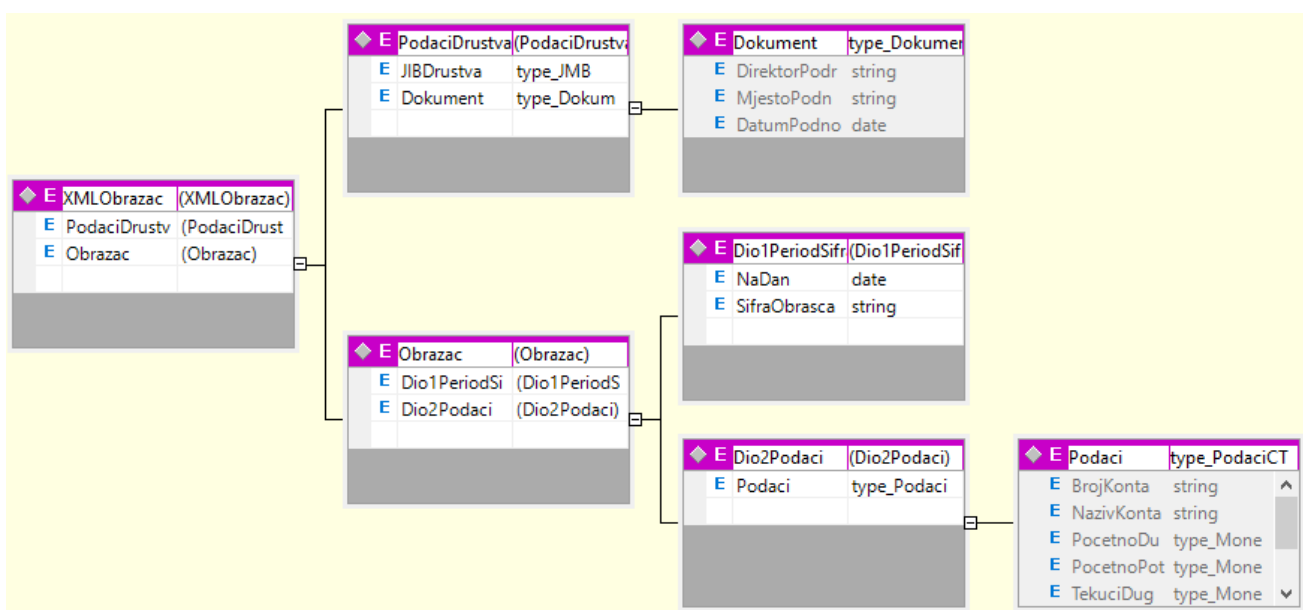 E XMLObrazac (XMLObrazac)
E PodaciDrustv (PodaciDrust
E Obrazac (Obrazac)
E PodaciDrustva (PodaciDrustva
E JIBDrustva type_JMB
E Dokument type_Dokum
E Dokument type_Dokumen
E DirektorPodr string
E MjestoPodn string
E DatumPodno date
E Obrazac (Obrazac)
E Dio1PeriodSi (Dio1PeriodS
E Dio2Podaci (Dio2Podaci)
E Dio1PeriodSifr (Dio1PeriodSif
E NaDan date
E SifraObrasca string
E Dio2Podaci (Dio2Podaci)
E Podaci type_Podaci
E Podaci type_PodaciCT
E BrojKonta string
E NazivKonta string
E PocetnoDu type_Mone
E PocetnoPot type_Mone
E TekuciDug type_Mone